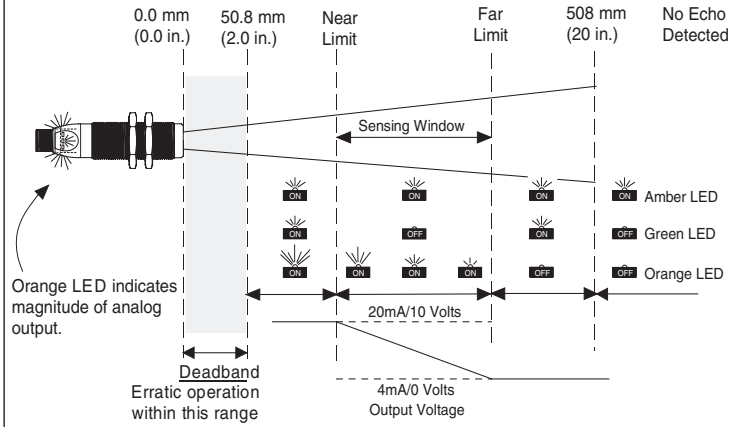 0.0 mm
(0.0 in.)
50.8 mm
(2.0 in.)
Near
Limit
Far
Limit
508 mm
(20 in.)
No Echo
Detected
Sensing Window
ON ON ON ON Amber LED
ON OFF ON OFF Green LED
ON ON ON ON OFF OFF Orange LED
Orange LED indicates
magnitude of analog
output.
20mA/10 Volts
4mA/0 Volts
Output Voltage
Deadband
Erratic operation
within this range